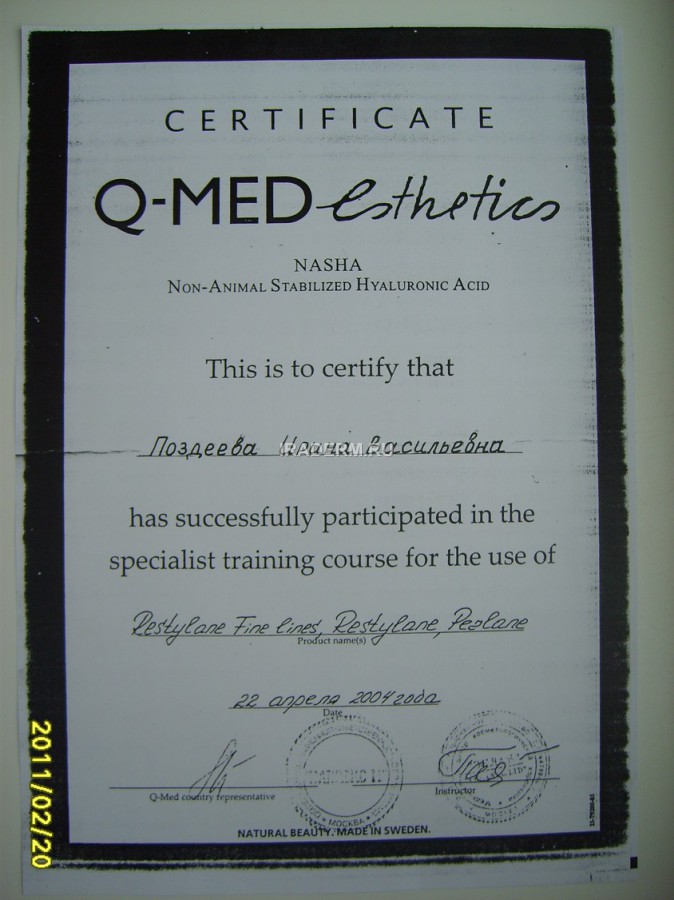 CERTIFICATE
Q-MED esthetics
NASHA
NON-ANIMAL STABILIZED HYALURONIC ACID
This is to certify that
Поздеева Ирина Васильевна
has successfully participated in the
specialist training course for the use of
Restylane Fine lines, Restylane, Perlane
Product name(s)
22 апреля 2004 года
Date
Q-Med country representative
Instructor
МОСКВА
NATURAL BEAUTY. MADE IN SWEDEN.
2011/02/20